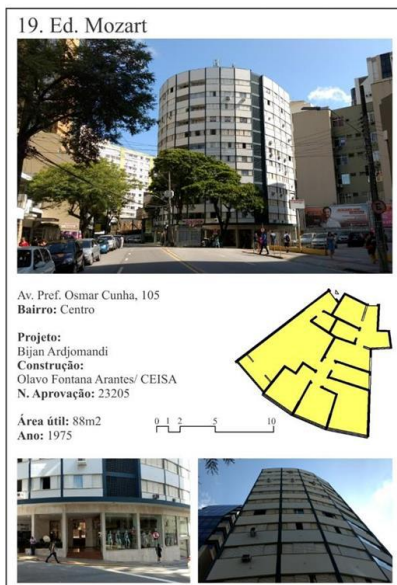 19. Ed. Mozart
Av. Pref. Osmar Cunha, 105
Bairro: Centro
Projeto:
Bijan Ardjomandi
Construção:
Olavo Fontana Arantes/ CEISA
N. Aprovação: 23205
Área útil: 88m2
Ano: 1975
0 1 2 5 10